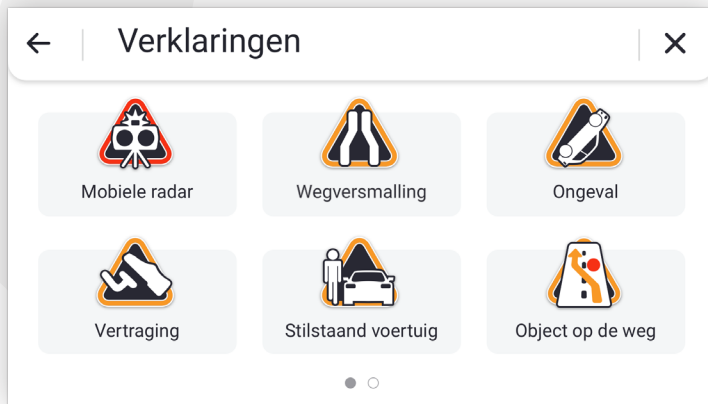 Verklaringen
Mobiele radar
Wegversmalling
Ongeval
Vertraging
Stilstaand voertuig
Object op de weg